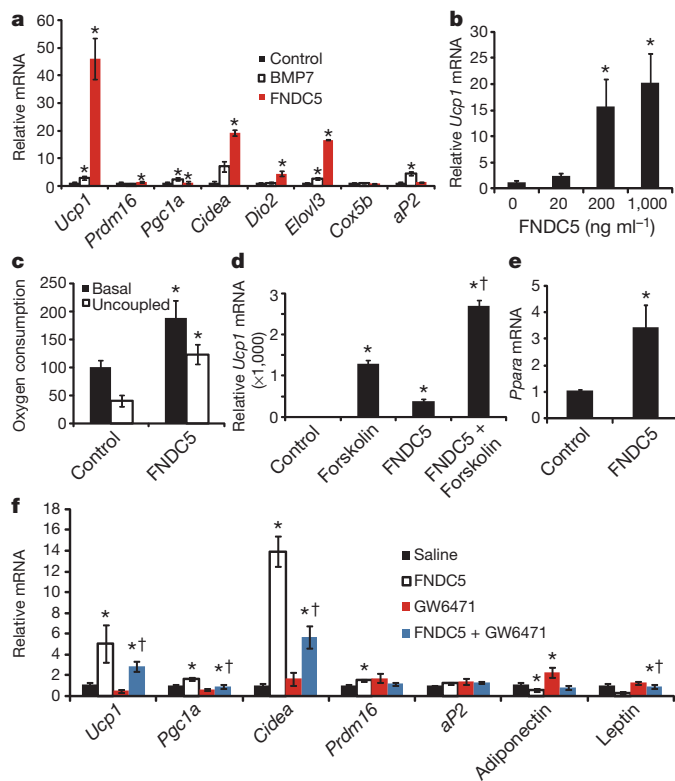 a
Relative mRNA
60
50
40
30
20
10
0
Control
BMP7
FNDC5
*
*
*
*
*
*
*
*
*
*
*
Ucp1
Prdm16
Pgc1a
Cidea
Dio2
Elovl3
Cox5b
aP2
b
Relative Ucp1 mRNA
30
25
20
15
10
5
0
*
*
0
20
200
1,000
FNDC5 (ng ml–1)
c
Oxygen consumption
250
200
150
100
50
0
Basal
Uncoupled
*
*
Control
FNDC5
d
Relative Ucp1 mRNA
(×1,000)
3
2
1
0
*
*
*†
Control
Forskolin
FNDC5
FNDC5 +
Forskolin
e
Ppara mRNA
5
4
3
2
1
0
*
Control
FNDC5
f
Relative mRNA
18
16
14
12
10
8
6
4
2
0
Saline
FNDC5
GW6471
FNDC5 + GW6471
*
*†
*
*†
*
*†
*
*
*
*†
Ucp1
Pgc1a
Cidea
Prdm16
aP2
Adiponectin
Leptin